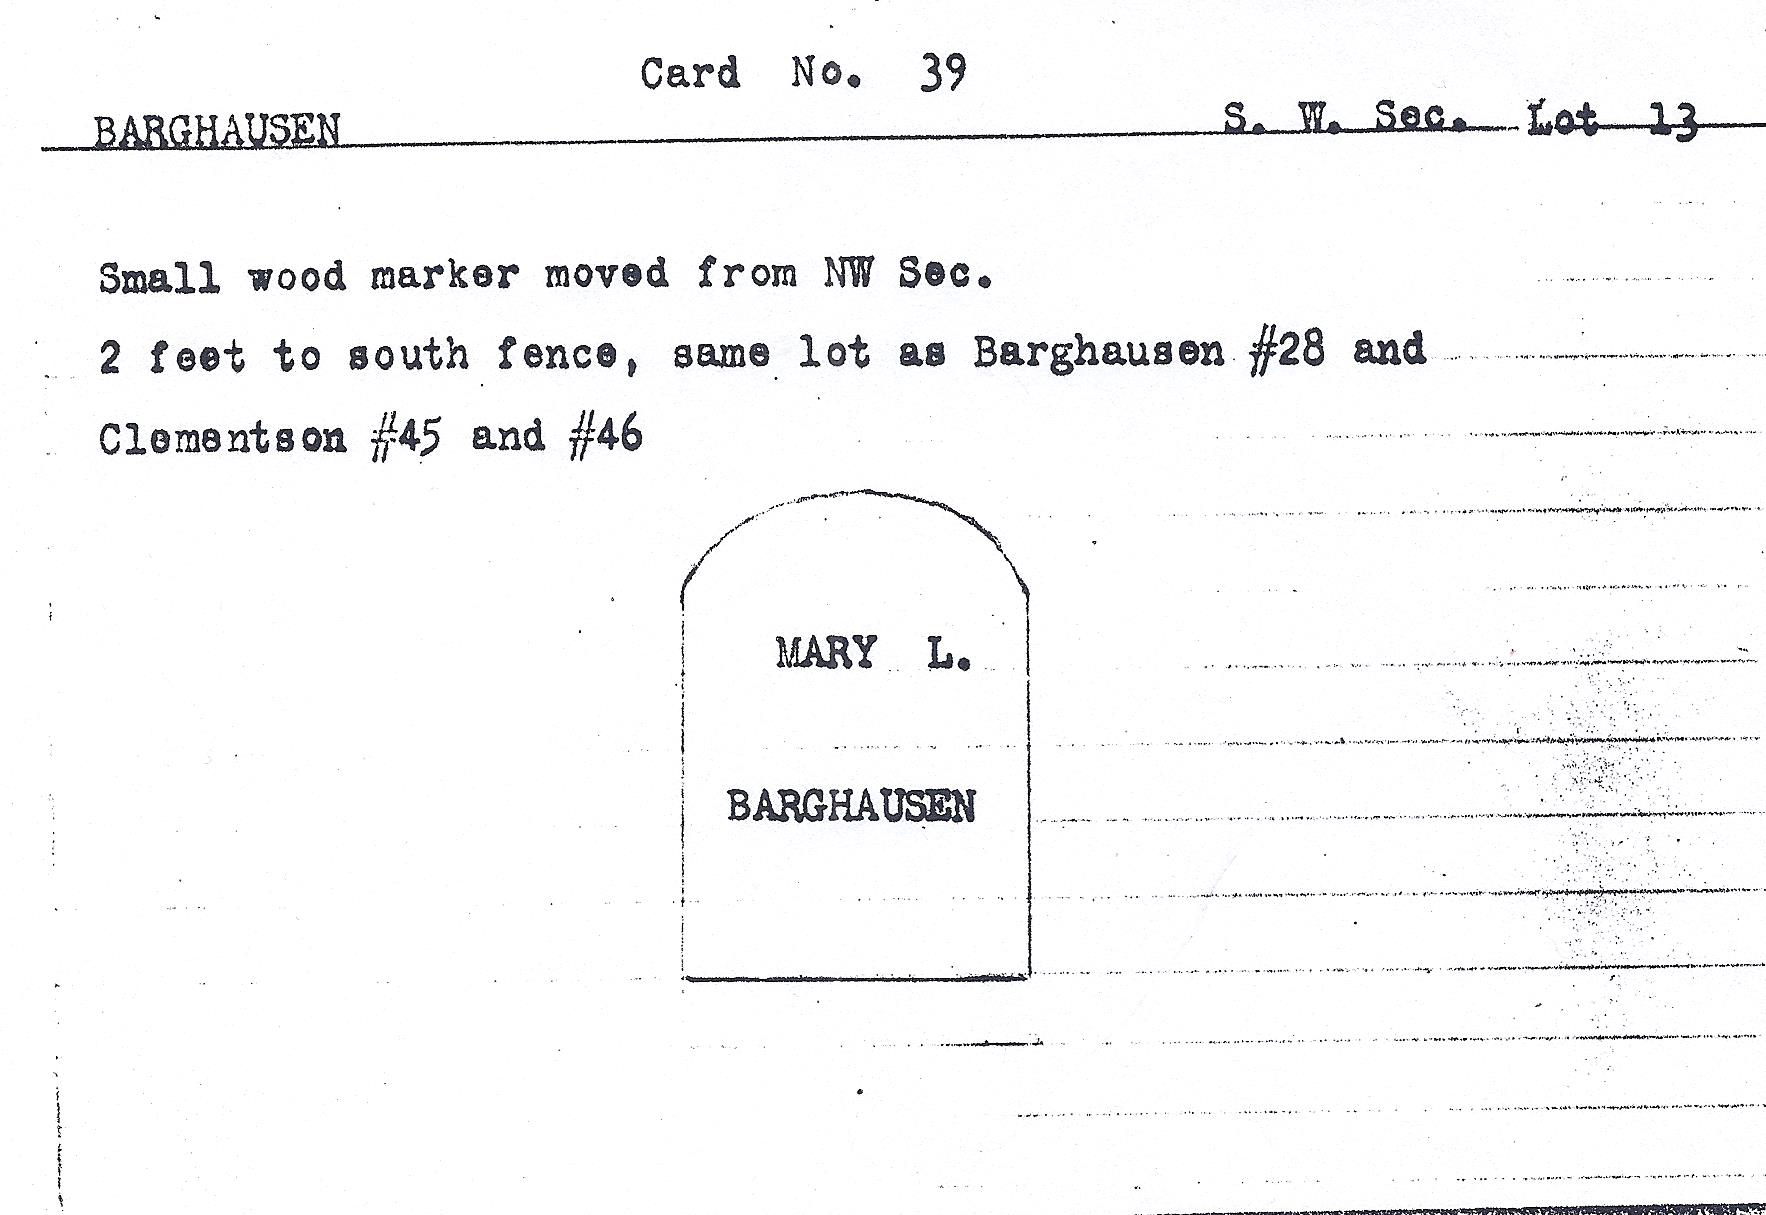 Card No. 39
BARGHAUSEN S. W. Sec. Lot 13
Small wood marker moved from NW Sec.
2 feet to south fence, same lot as Barghausen #28 and
Clementson #45 and #46
MARY L.
BARGHAUSEN